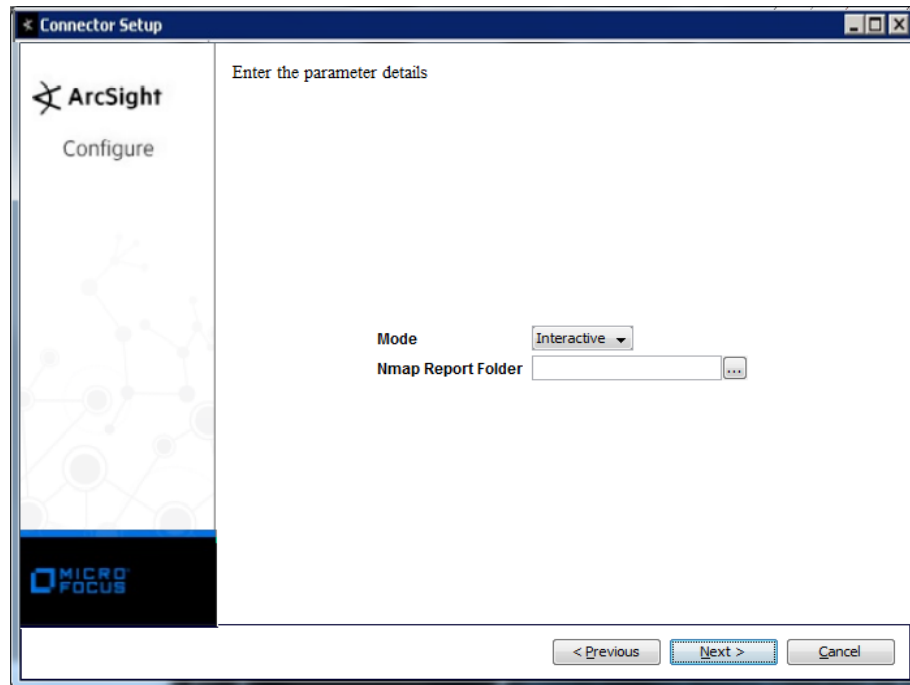 Connector Setup
ArcSight
Configure
Enter the parameter details
Mode Interactive
Nmap Report Folder ...
MICRO
FOCUS
< Previous Next > Cancel